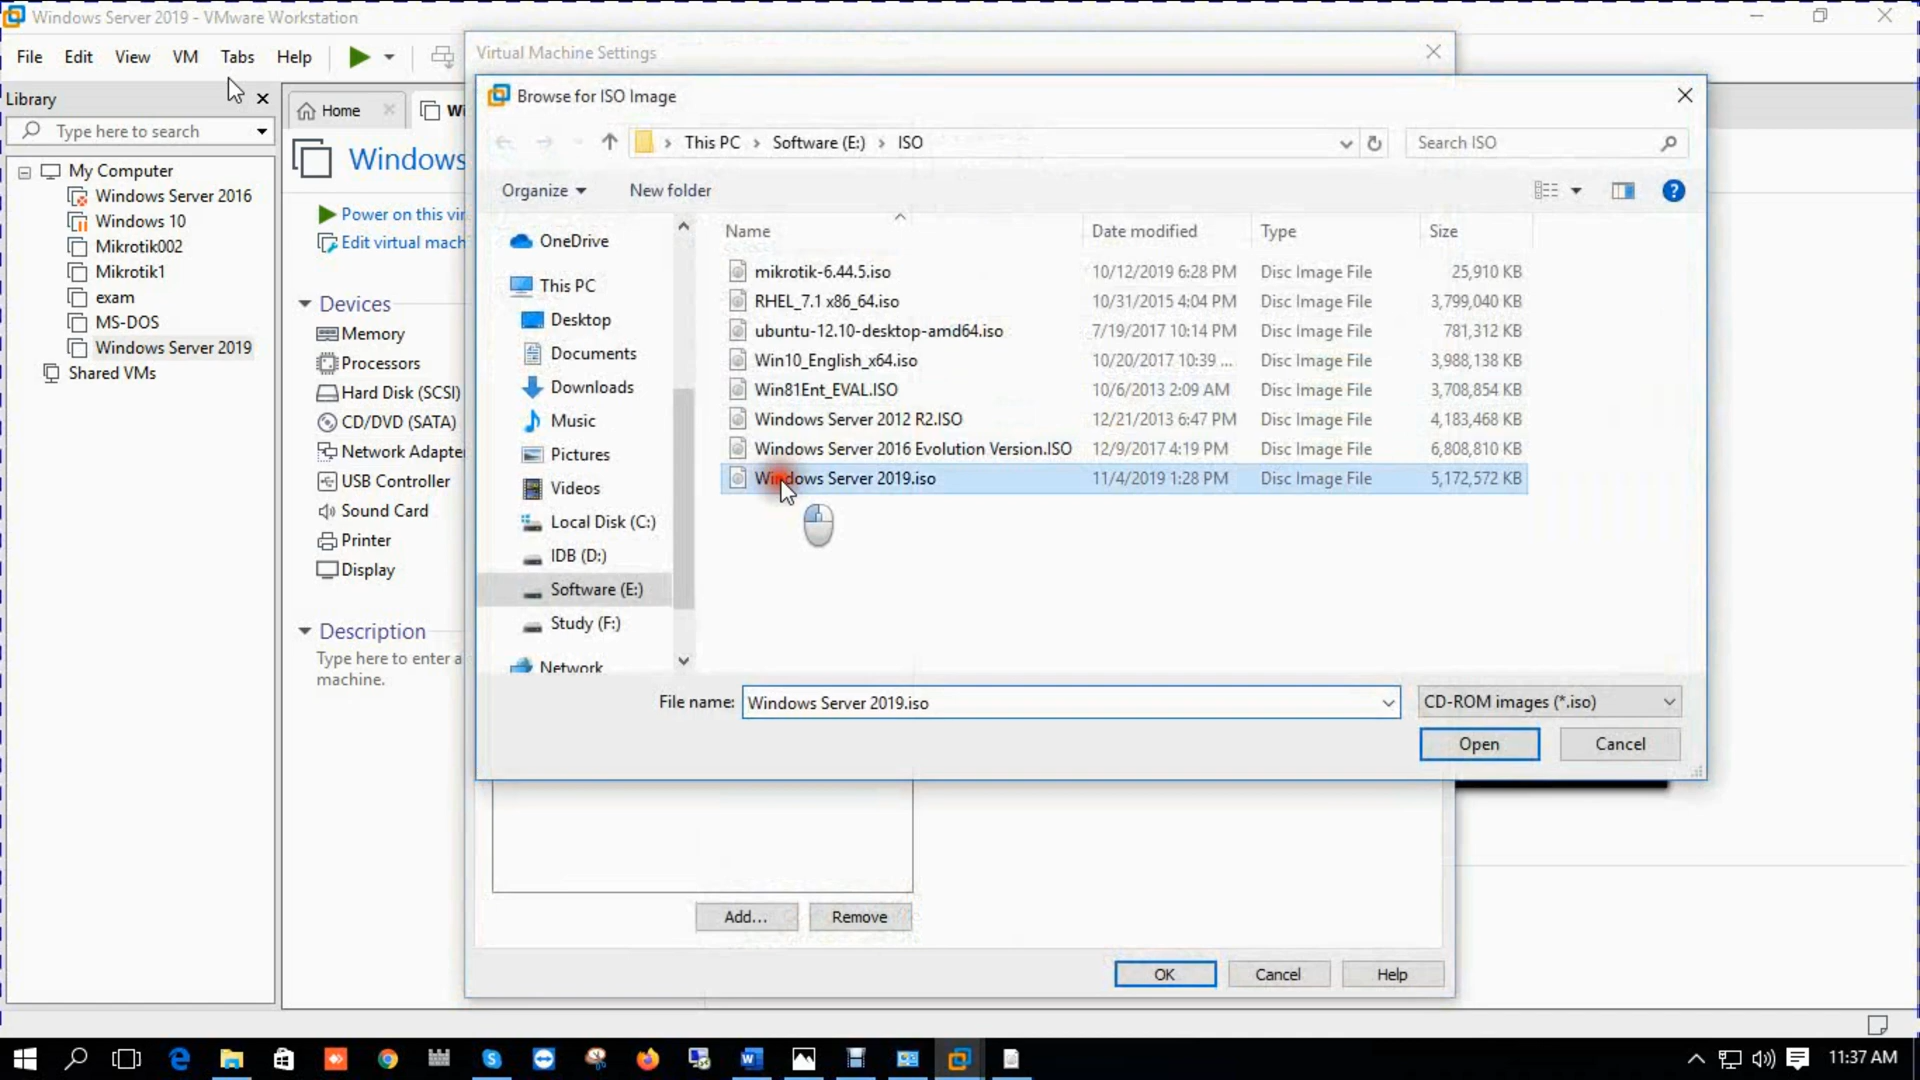 Windows Server 2019 - VMware Workstation
File Edit View VM Tabs Help
Library
Type here to search
My Computer
Windows Server 2016
Windows 10
Mikrotik002
Mikrotik1
exam
MS-DOS
Windows Server 2019
Shared VMs
Home
Wi
Windows
Power on this vir
Edit virtual mach
Devices
Memory
Processors
Hard Disk (SCSI)
CD/DVD (SATA)
Network Adapte
USB Controller
Sound Card
Printer
Display
Description
Type here to enter a
machine.
Virtual Machine Settings
Browse for ISO Image
This PC > Software (E:) > ISO
Search ISO
Organize New folder
OneDrive
This PC
Desktop
Documents
Downloads
Music
Pictures
Videos
Local Disk (C:)
IDB (D:)
Software (E:)
Study (F:)
Network
Name Date modified Type Size
mikrotik-6.44.5.iso 10/12/2019 6:28 PM Disc Image File 25,910 KB
RHEL_7.1 x86_64.iso 10/31/2015 4:04 PM Disc Image File 3,799,040 KB
ubuntu-12.10-desktop-amd64.iso 7/19/2017 10:14 PM Disc Image File 781,312 KB
Win10_English_x64.iso 10/20/2017 10:39 ... Disc Image File 3,988,138 KB
Win81Ent_EVAL.ISO 10/6/2013 2:09 AM Disc Image File 3,708,854 KB
Windows Server 2012 R2.ISO 12/21/2013 6:47 PM Disc Image File 4,183,468 KB
Windows Server 2016 Evolution Version.ISO 12/9/2017 4:19 PM Disc Image File 6,808,810 KB
Windows Server 2019.iso 11/4/2019 1:28 PM Disc Image File 5,172,572 KB
File name: Windows Server 2019.iso CD-ROM images (*.iso)
Open Cancel
Add... Remove
OK Cancel Help
11:37 AM